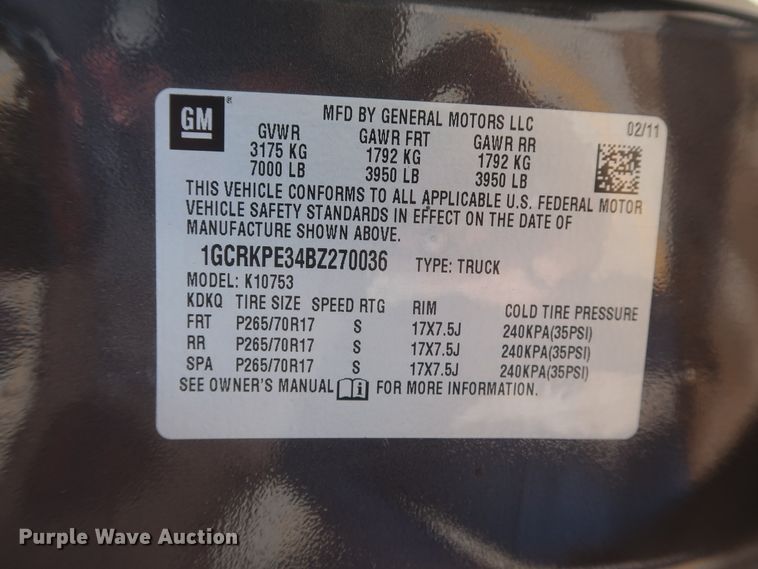 GM ®
MFD BY GENERAL MOTORS LLC 02/11
GVWR GAWR FRT GAWR RR
3175 KG 1792 KG 1792 KG
7000 LB 3950 LB 3950 LB
THIS VEHICLE CONFORMS TO ALL APPLICABLE U.S. FEDERAL MOTOR
VEHICLE SAFETY STANDARDS IN EFFECT ON THE DATE OF
MANUFACTURE SHOWN ABOVE.
1GCRKPE34BZ270036 TYPE: TRUCK
MODEL: K10753
KDKQ TIRE SIZE SPEED RTG RIM COLD TIRE PRESSURE
FRT P265/70R17 S 17X7.5J 240KPA(35PSI)
RR P265/70R17 S 17X7.5J 240KPA(35PSI)
SPA P265/70R17 S 17X7.5J 240KPA(35PSI)
SEE OWNER'S MANUAL i FOR MORE INFORMATION.
Purple Wave Auction